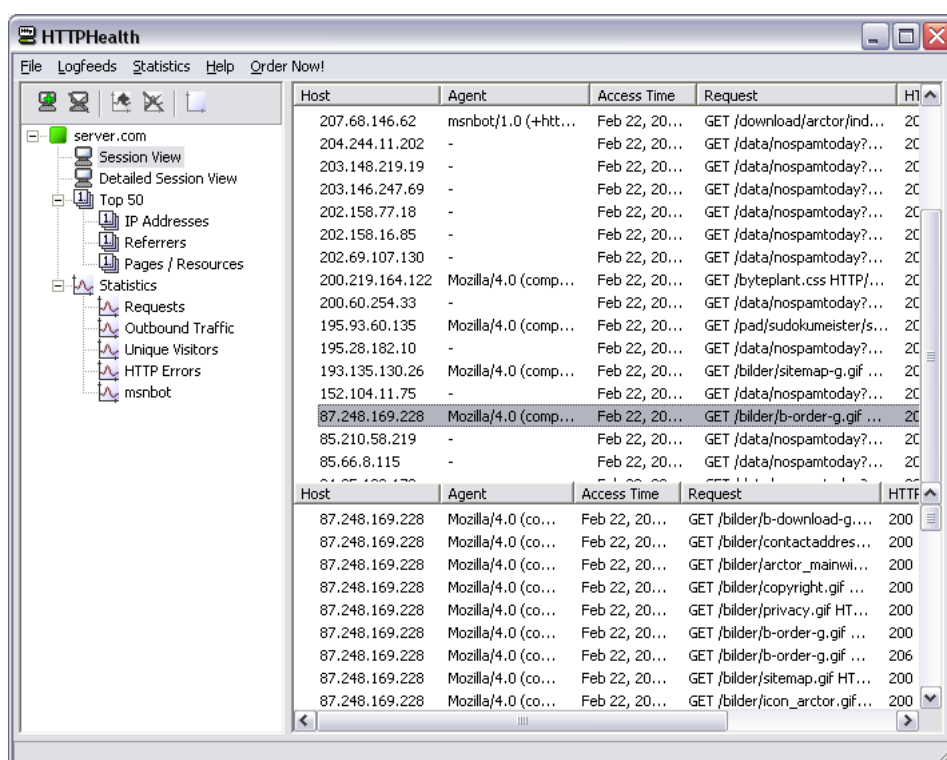 HTTPHealth
File Logfeeds Statistics Help Order Now!
server.com
Session View
Detailed Session View
Top 50
IP Addresses
Referrers
Pages / Resources
Statistics
Requests
Outbound Traffic
Unique Visitors
HTTP Errors
msnbot
Host Agent Access Time Request HT
207.68.146.62 msnbot/1.0 (+htt... Feb 22, 20... GET /download/arctor/ind... 20
204.244.11.202 - Feb 22, 20... GET /data/nospamtoday?... 20
203.148.219.19 - Feb 22, 20... GET /data/nospamtoday?... 20
203.146.247.69 - Feb 22, 20... GET /data/nospamtoday?... 20
202.158.77.18 - Feb 22, 20... GET /data/nospamtoday?... 20
202.158.16.85 - Feb 22, 20... GET /data/nospamtoday?... 20
202.69.107.130 - Feb 22, 20... GET /data/nospamtoday?... 20
200.219.164.122 Mozilla/4.0 (comp... Feb 22, 20... GET /byteplant.css HTTP/... 20
200.60.254.33 - Feb 22, 20... GET /data/nospamtoday?... 20
195.93.60.135 Mozilla/4.0 (comp... Feb 22, 20... GET /pad/sudokumeister/s... 20
195.28.182.10 - Feb 22, 20... GET /data/nospamtoday?... 20
193.135.130.26 Mozilla/4.0 (comp... Feb 22, 20... GET /bilder/sitemap-g.gif ... 20
152.104.11.75 - Feb 22, 20... GET /data/nospamtoday?... 20
87.248.169.228 Mozilla/4.0 (comp... Feb 22, 20... GET /bilder/b-order-g.gif ... 20
85.210.58.219 - Feb 22, 20... GET /data/nospamtoday?... 20
85.66.8.115 - Feb 22, 20... GET /data/nospamtoday?... 20
Host Agent Access Time Request HTTP
87.248.169.228 Mozilla/4.0 (co... Feb 22, 20... GET /bilder/b-download-g.... 200
87.248.169.228 Mozilla/4.0 (co... Feb 22, 20... GET /bilder/contactaddres... 200
87.248.169.228 Mozilla/4.0 (co... Feb 22, 20... GET /bilder/arctor_mainwi... 200
87.248.169.228 Mozilla/4.0 (co... Feb 22, 20... GET /bilder/copyright.gif ... 200
87.248.169.228 Mozilla/4.0 (co... Feb 22, 20... GET /bilder/privacy.gif HT... 200
87.248.169.228 Mozilla/4.0 (co... Feb 22, 20... GET /bilder/b-order-g.gif ... 200
87.248.169.228 Mozilla/4.0 (co... Feb 22, 20... GET /bilder/b-order-g.gif ... 206
87.248.169.228 Mozilla/4.0 (co... Feb 22, 20... GET /bilder/sitemap.gif HT... 200
87.248.169.228 Mozilla/4.0 (co... Feb 22, 20... GET /bilder/icon_arctor.gif... 200